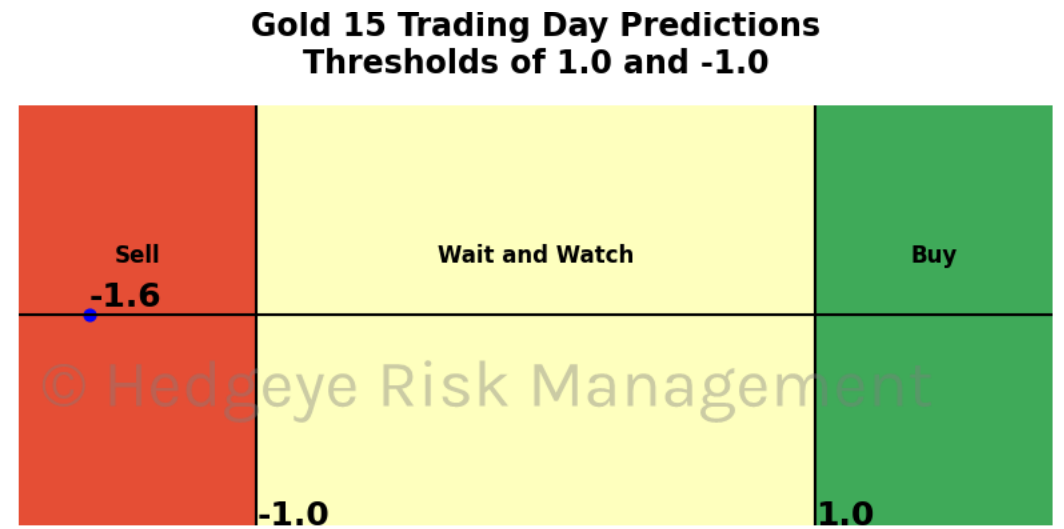 Gold 15 Trading Day Predictions
Thresholds of 1.0 and -1.0
Sell
Wait and Watch
Buy
-1.6
© Hedgeye Risk Management
-1.0
1.0